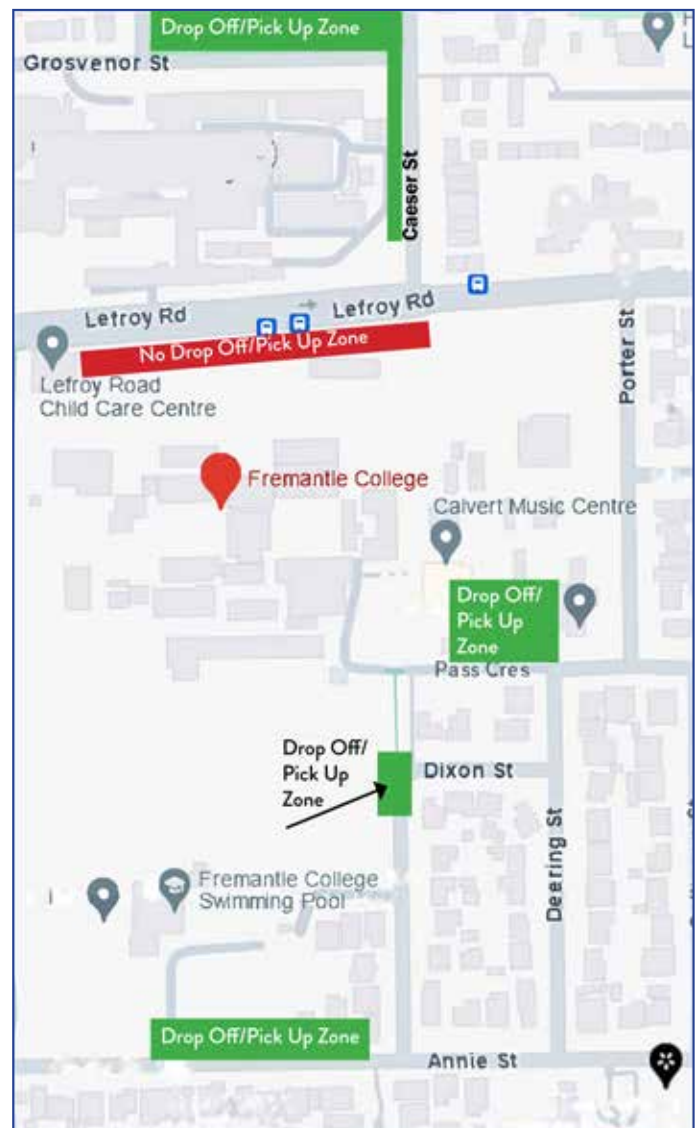 Drop Off/Pick Up Zone
Grosvenor St
Caeser St
Lefroy Rd
Lefroy Rd
No Drop Off/Pick Up Zone
Lefroy Road
Child Care Centre
Porter St
Fremantle College
Calvert Music Centre
Drop Off/
Pick Up
Zone
Pass Cres
Drop Off/
Pick Up
Zone
Dixon St
Deering St
Fremantle College
Swimming Pool
Drop Off/Pick Up Zone
Annie St